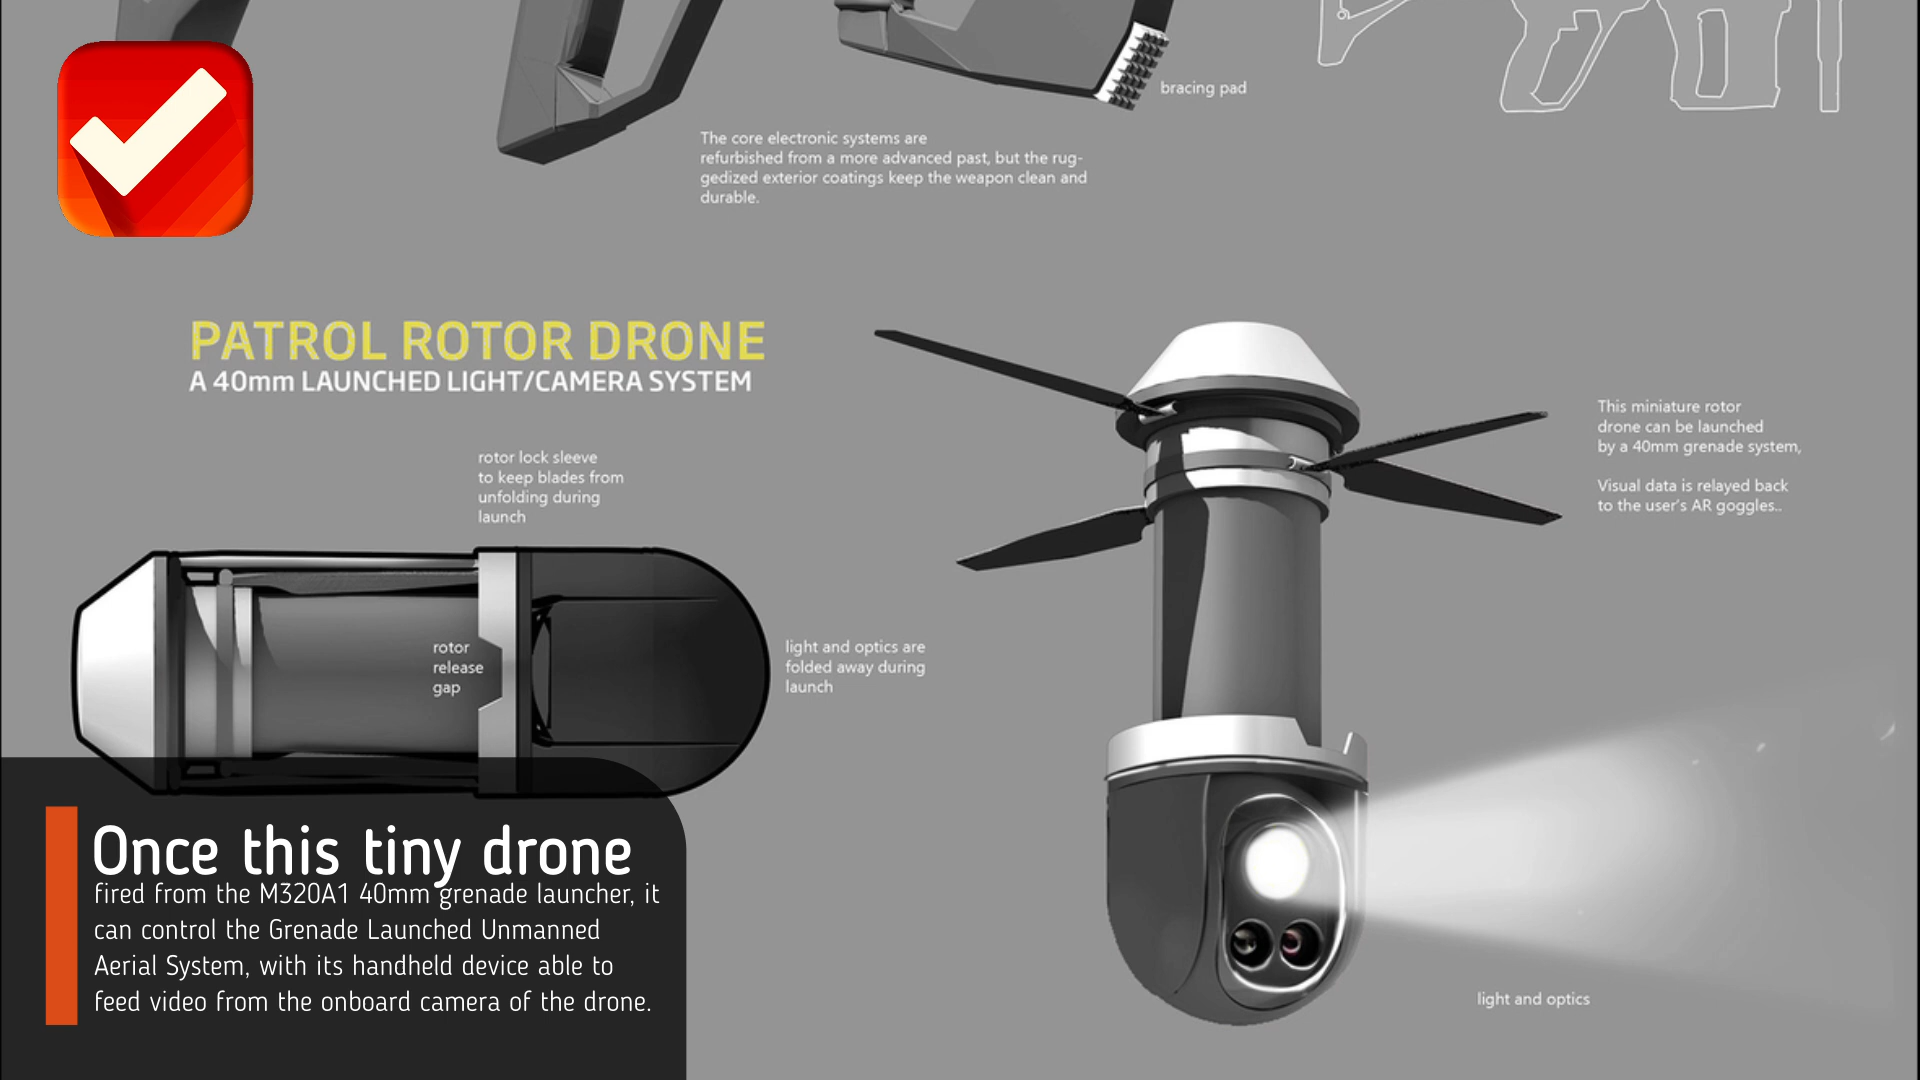 bracing pad
The core electronic systems are
refurbished from a more advanced past, but the rug-
gedized exterior coatings keep the weapon clean and
durable.
PATROL ROTOR DRONE
A 40mm LAUNCHED LIGHT/CAMERA SYSTEM
This miniature rotor
drone can be launched
by a 40mm grenade system,
Visual data is relayed back
to the user's AR goggles..
rotor lock sleeve
to keep blades from
unfolding during
launch
rotor
release
gap
light and optics are
folded away during
launch
Once this tiny drone
fired from the M320A1 40mm grenade launcher, it
can control the Grenade Launched Unmanned
Aerial System, with its handheld device able to
feed video from the onboard camera of the drone.
light and optics